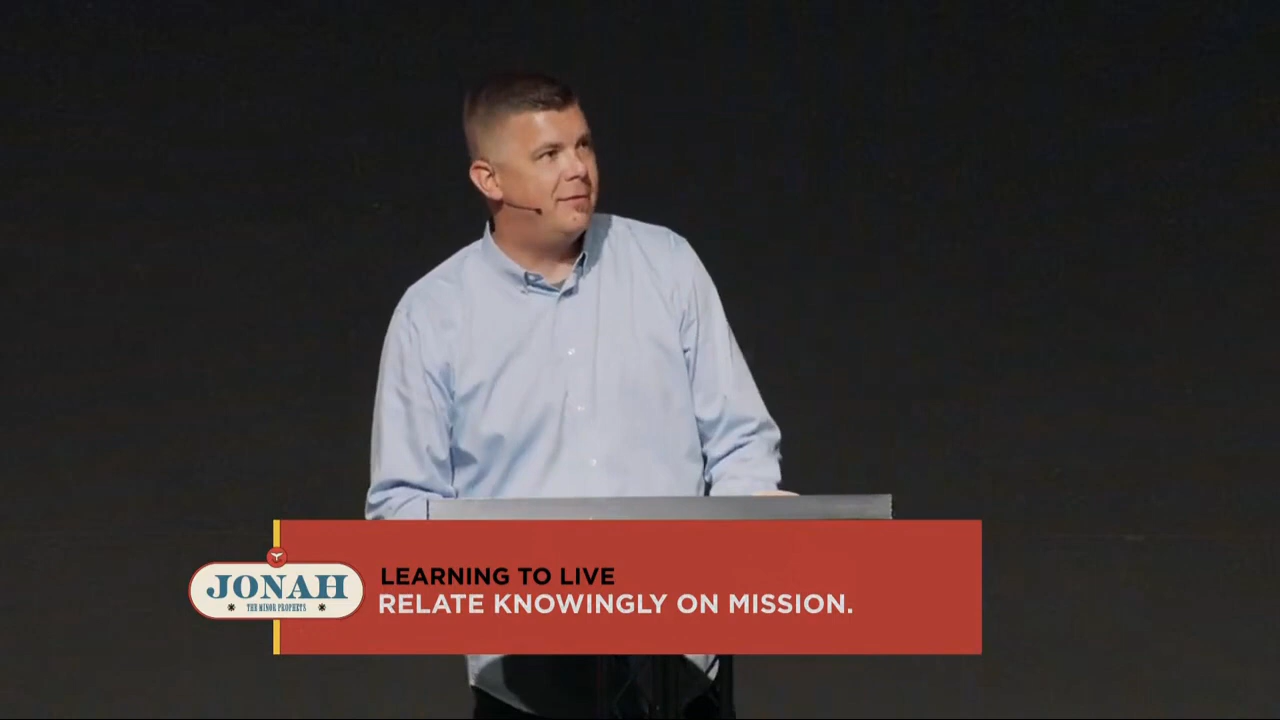 JONAH
THE MINOR PROPHETS
LEARNING TO LIVE
RELATE KNOWINGLY ON MISSION.